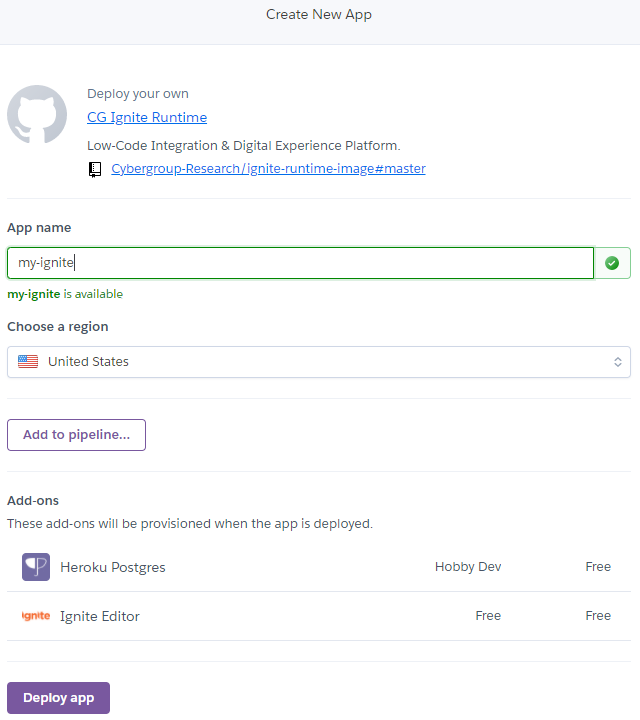 Create New App
Deploy your own
CG Ignite Runtime
Low-Code Integration & Digital Experience Platform.
Cybergroup-Research/ignite-runtime-image#master
App name
my-ignite
my-ignite is available
Choose a region
United States
Add to pipeline...
Add-ons
These add-ons will be provisioned when the app is deployed.
Heroku Postgres Hobby Dev Free
ignite Ignite Editor Free Free
Deploy app